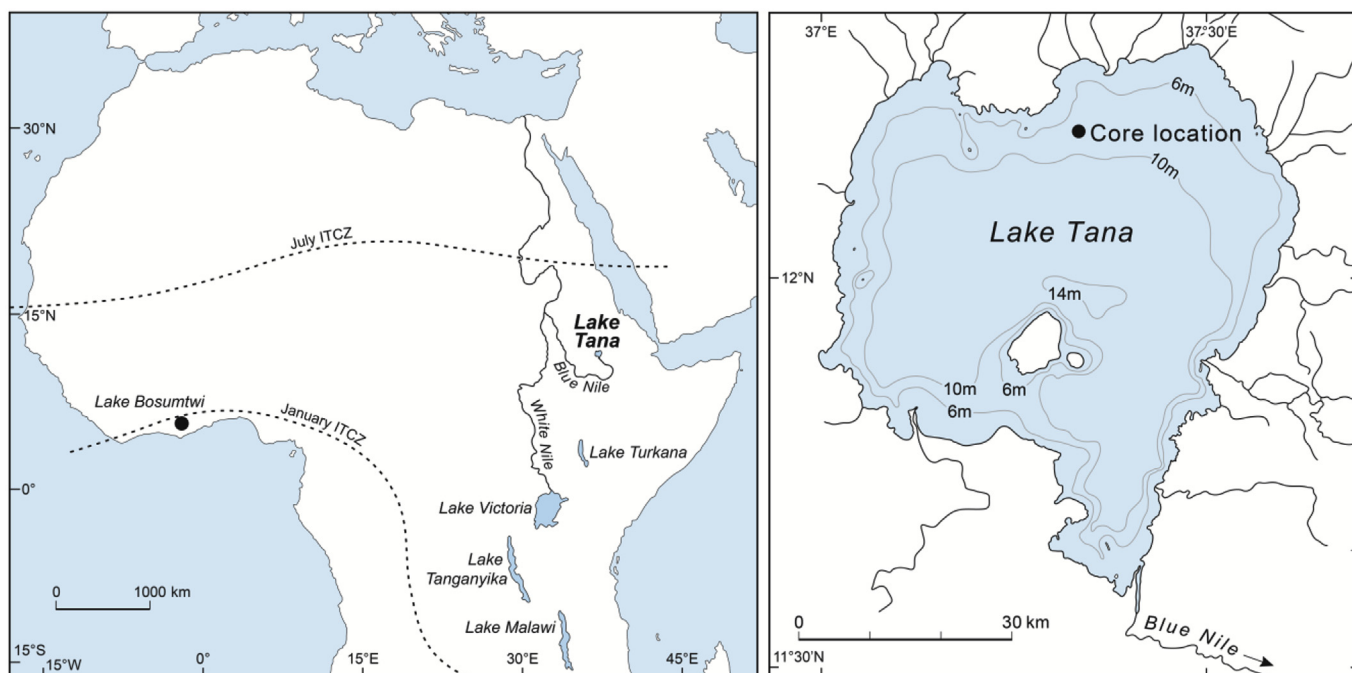 30°N
July ITCZ
15°N
Lake
Tana
Blue Nile
Lake Bosumtwi
January ITCZ
White Nile
Lake Turkana
0°
Lake Victoria
Lake
Tanganyika
0
1000 km
Lake Malawi
15°S
15°W
0°
15°E
30°E
45°E
37°E
37°30'E
6m
Core location
10m
Lake Tana
12°N
14m
10m
6m
6m
0
30 km
Blue Nile
11°30'N